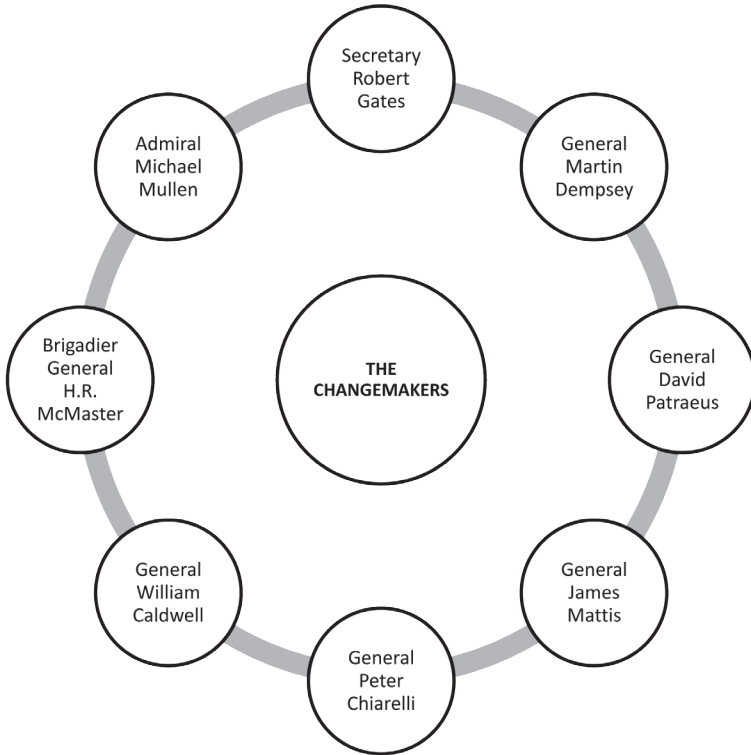 Secretary
Robert
Gates
General
Martin
Dempsey
General
David
Patraeus
General
James
Mattis
General
Peter
Chiarelli
General
William
Caldwell
Brigadier
General
H.R.
McMaster
Admiral
Michael
Mullen
THE
CHANGEMAKERS